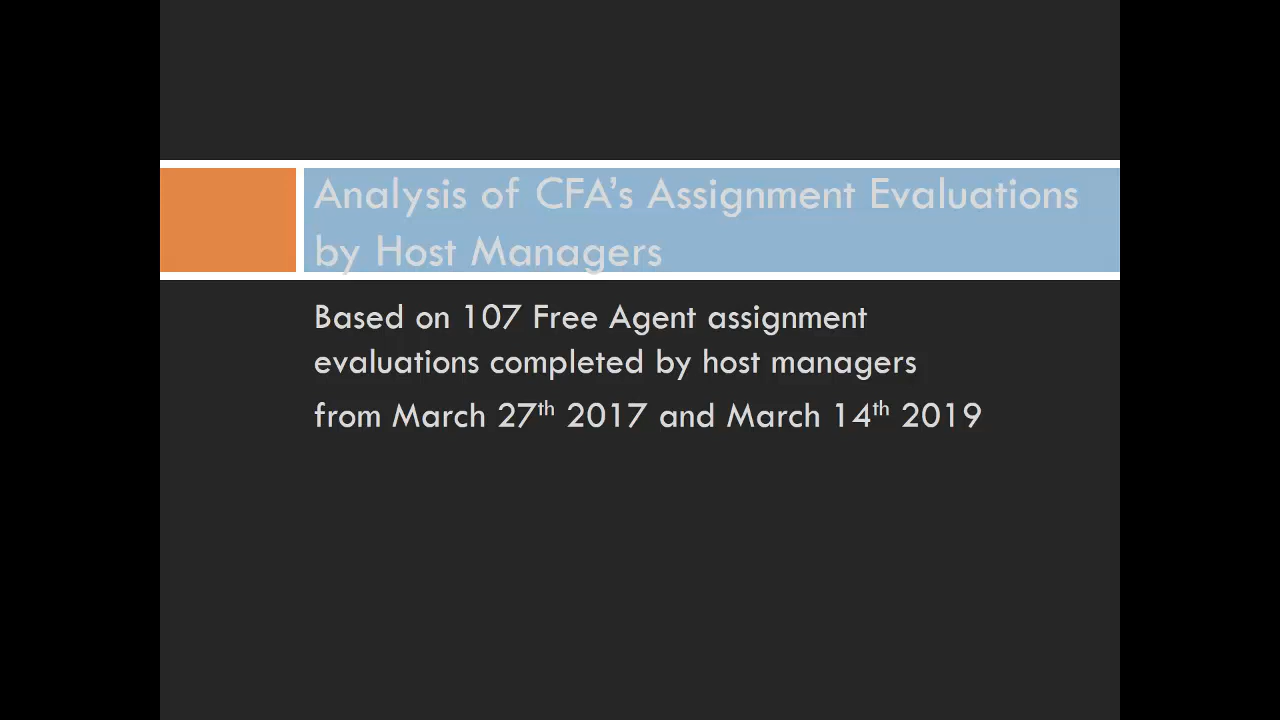 Analysis of CFA’s Assignment Evaluations
by Host Managers
Based on 107 Free Agent assignment
evaluations completed by host managers
from March 27th 2017 and March 14th 2019